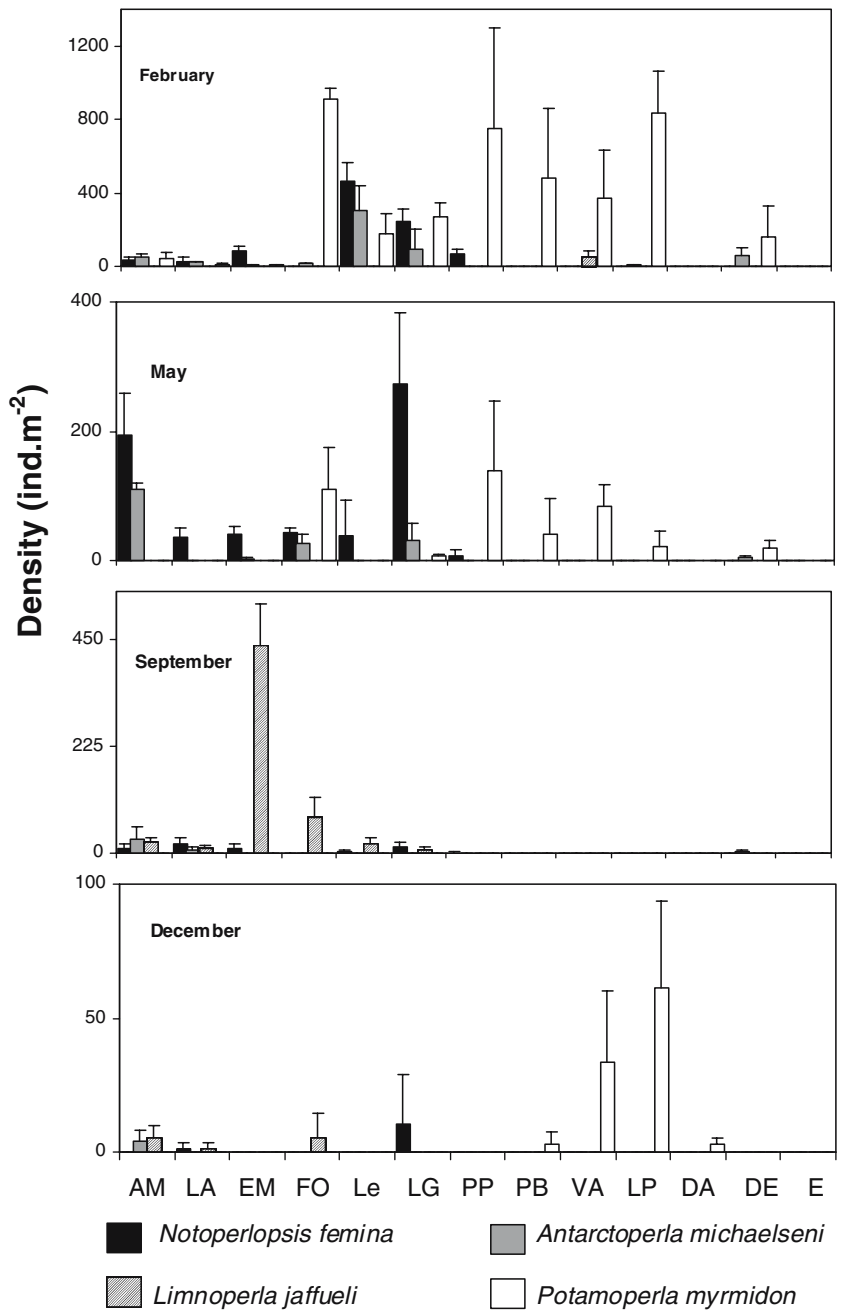 1200
800
400
0
February
400
200
0
May
450
225
0
September
100
50
0
December
Density (ind.m-2)
AM LA EM FO Le LG PP PB VA LP DA DE E
Notoperlopsis femina
Antarctoperla michaelseni
Limnoperla jaffueli
Potamoperla myrmidon